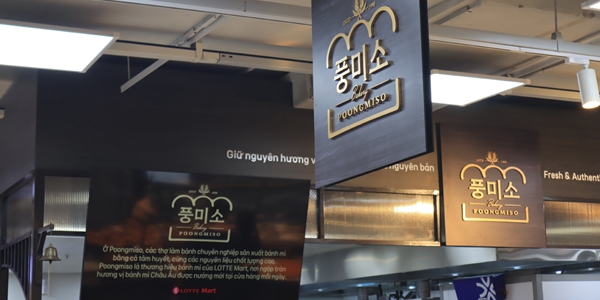 풍미소
Bakery
POONGMISO
Giữ nguyên hương v
nguyên bản
풍미소
Bakery
POONGMISO
Fresh & Authenti
풍미소
Bakery
POONGMISO
Ở Poongmiso, các thợ làm bánh chuyên nghiệp sản xuất bánh mì
bằng cả tâm huyết, cùng các nguyên liệu chất lượng cao.
Poongmiso là thương hiệu bánh mì của LOTTE Mart, nơi ngập tràn
hương vị bánh mì Châu Âu được nướng mới tại cửa hàng mỗi ngày.
LOTTE Mart